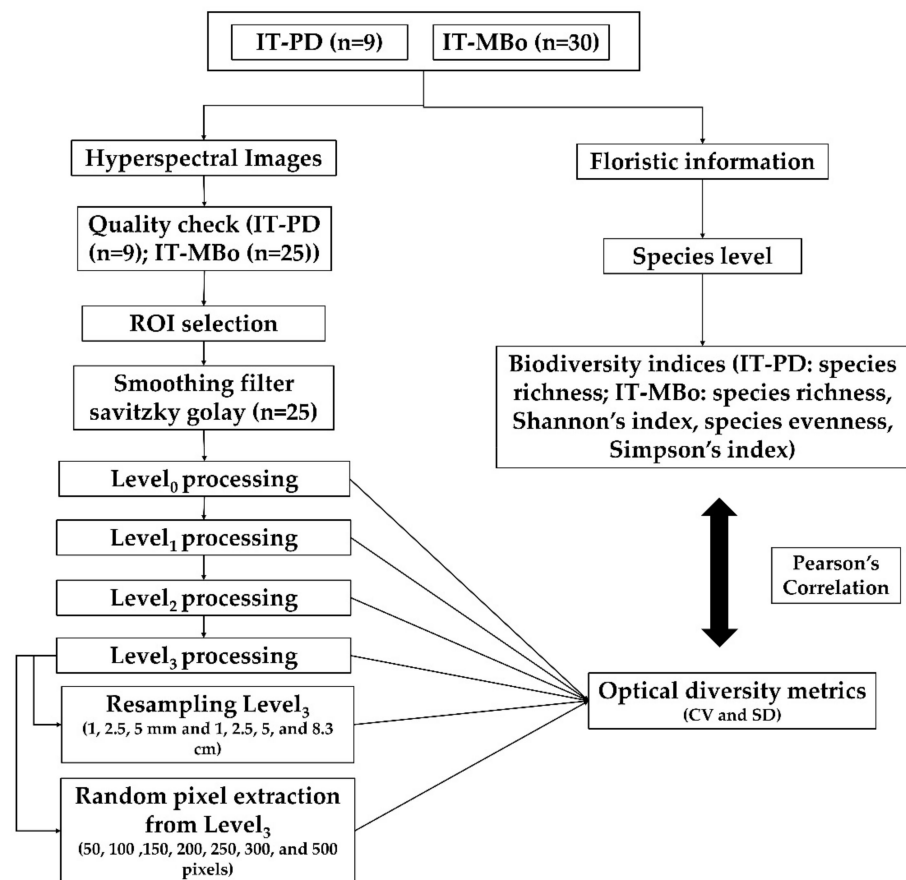 IT-PD (n=9)
IT-MBo (n=30)
Hyperspectral Images
Floristic information
Quality check (IT-PD
(n=9); IT-MBo (n=25))
Species level
ROI selection
Smoothing filter
savitzky golay (n=25)
Biodiversity indices (IT-PD: species
richness; IT-MBo: species richness,
Shannon's index, species evenness,
Simpson's index)
Level0 processing
Level1 processing
Level2 processing
Level3 processing
Pearson's
Correlation
Resampling Level3
(1, 2.5, 5 mm and 1, 2.5, 5, and 8.3
cm)
Optical diversity metrics
(CV and SD)
Random pixel extraction
from Level3
(50, 100 ,150, 200, 250, 300, and 500
pixels)